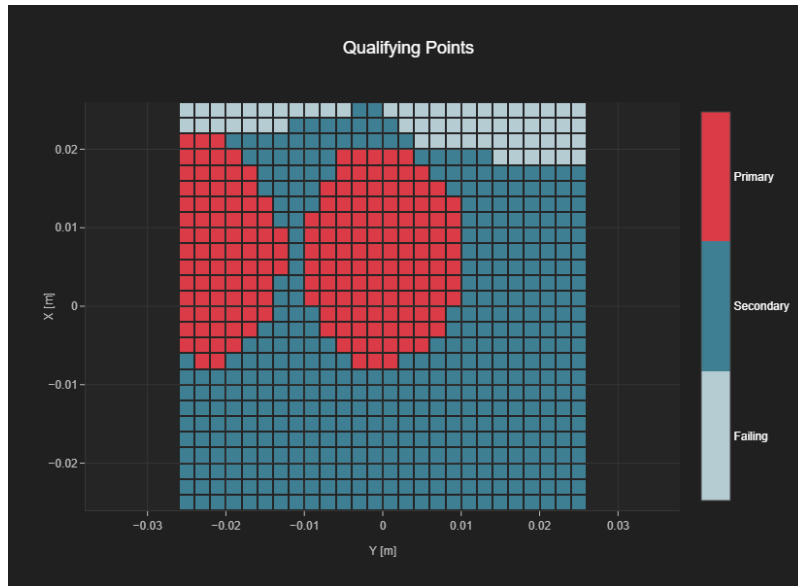 Qualifying Points
0.02
0.01
0
−0.01
−0.02
X [m]
−0.03
−0.02
−0.01
0
0.01
0.02
0.03
Y [m]
Primary
Secondary
Failing